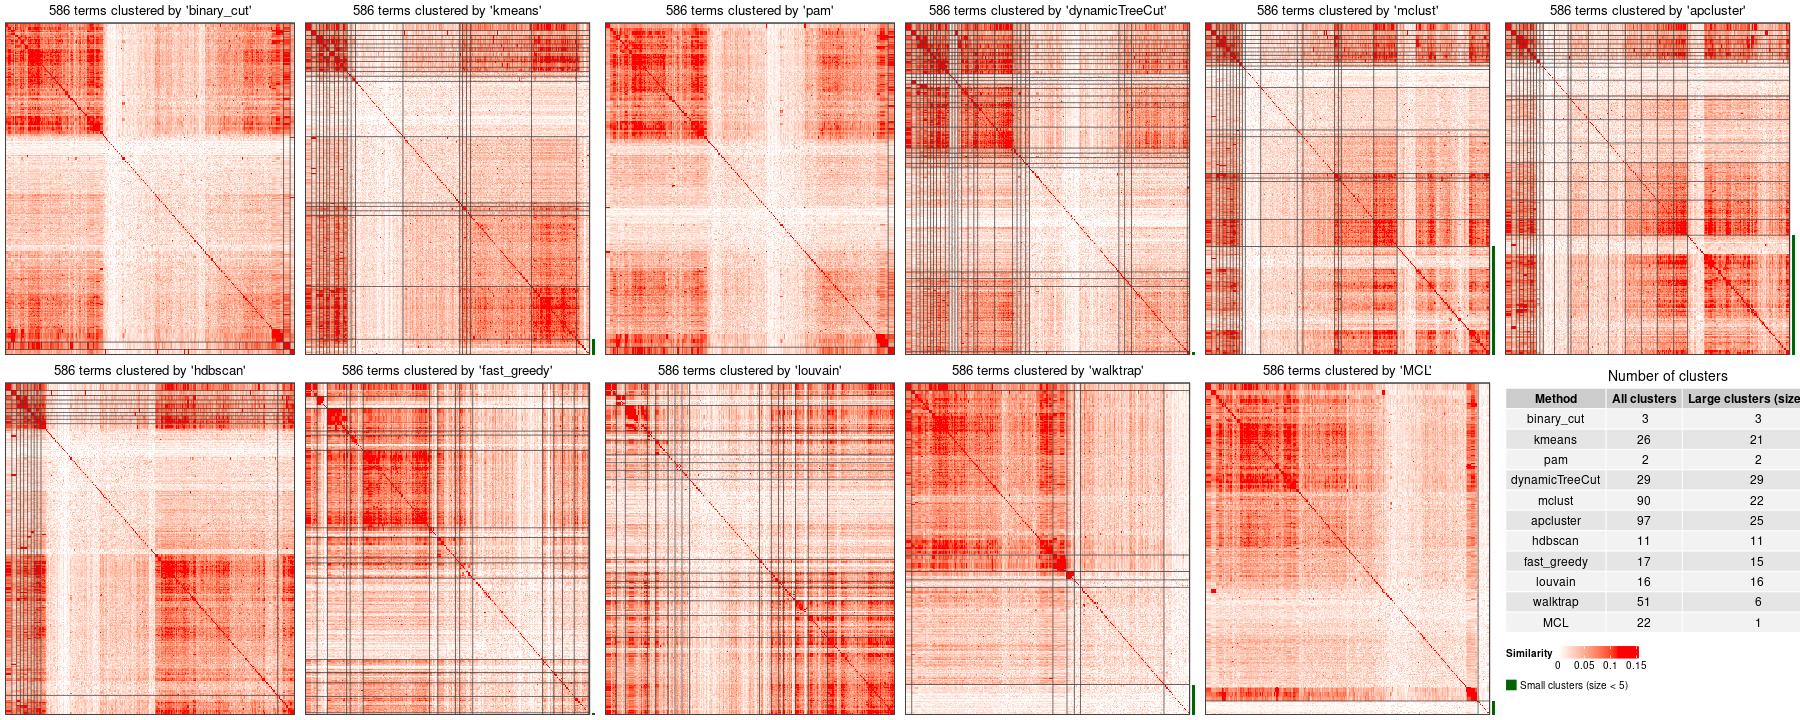 586 terms clustered by 'binary_cut'
586 terms clustered by 'kmeans'
586 terms clustered by 'pam'
586 terms clustered by 'dynamicTreeCut'
586 terms clustered by 'mclust'
586 terms clustered by 'apcluster'
586 terms clustered by 'hdbscan'
586 terms clustered by 'fast_greedy'
586 terms clustered by 'louvain'
586 terms clustered by 'walktrap'
586 terms clustered by 'MCL'
Number of clusters
Method All clusters Large clusters (size
binary_cut 3 3
kmeans 26 21
pam 2 2
dynamicTreeCut 29 29
mclust 90 22
apcluster 97 25
hdbscan 11 11
fast_greedy 17 15
louvain 16 16
walktrap 51 6
MCL 22 1
Similarity
0 0.05 0.1 0.15
Small clusters (size < 5)